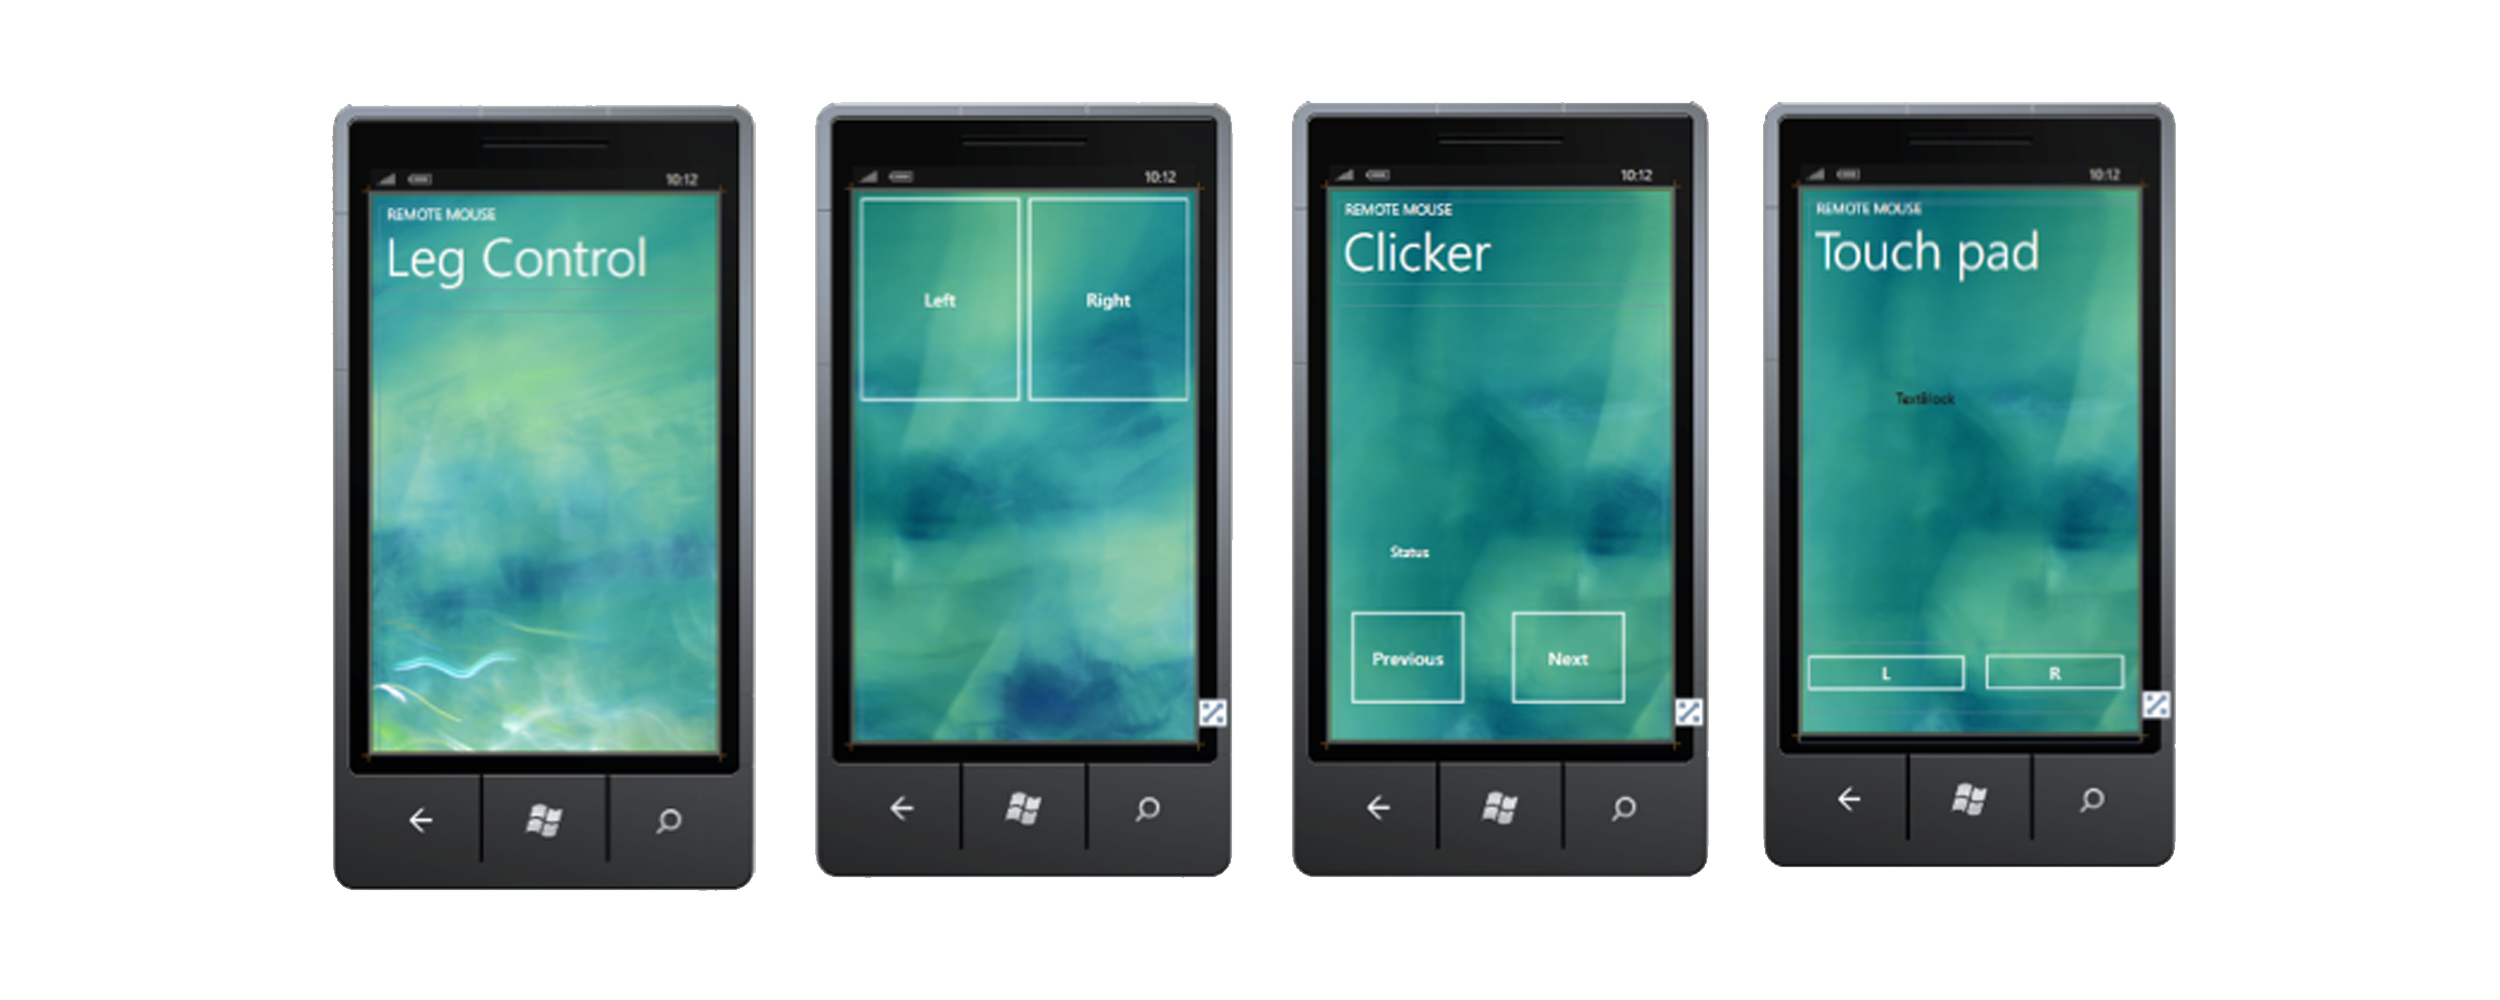 10:12
REMOTE MOUSE
Leg Control
10:12
Left
Right
10:12
REMOTE MOUSE
Clicker
Status
Previous
Next
10:12
REMOTE MOUSE
Touch pad
TextBlock
L
R